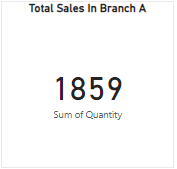 Total Sales In Branch A
1859
Sum of Quantity